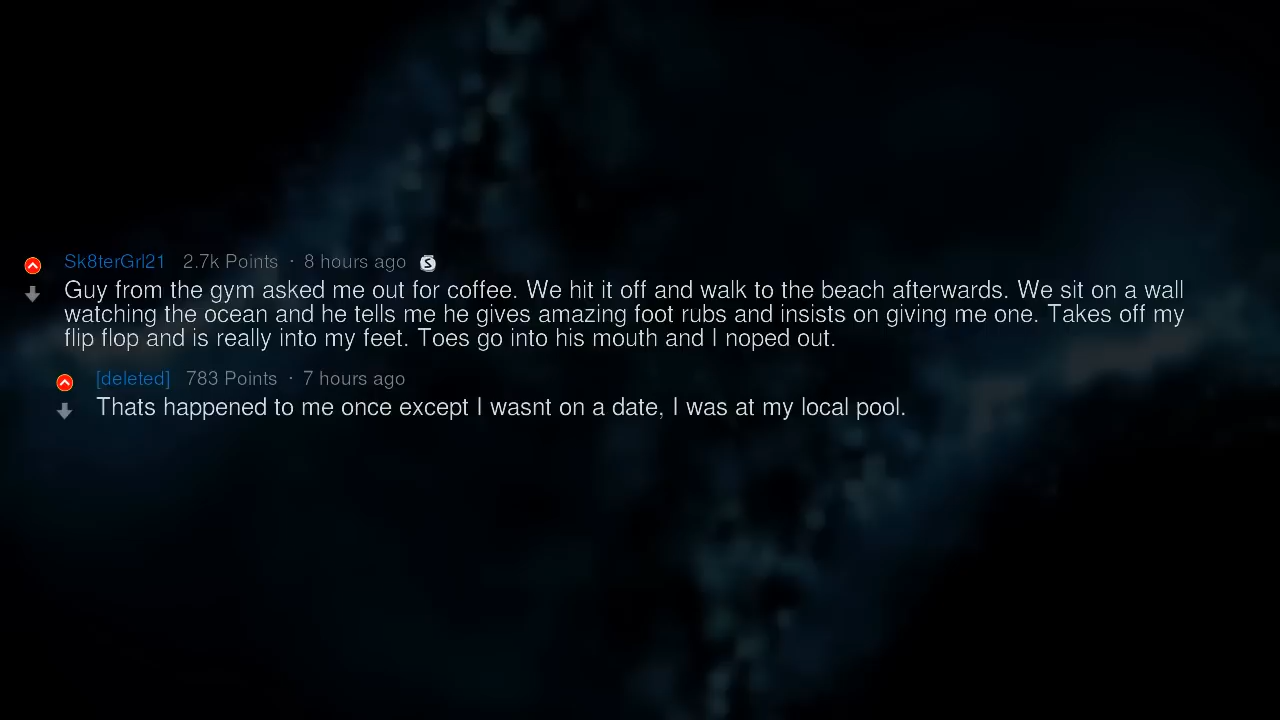 Sk8terGrl21 2.7k Points · 8 hours ago S
Guy from the gym asked me out for coffee. We hit it off and walk to the beach afterwards. We sit on a wall
watching the ocean and he tells me he gives amazing foot rubs and insists on giving me one. Takes off my
flip flop and is really into my feet. Toes go into his mouth and I noped out.
[deleted] 783 Points · 7 hours ago
Thats happened to me once except I wasnt on a date, I was at my local pool.